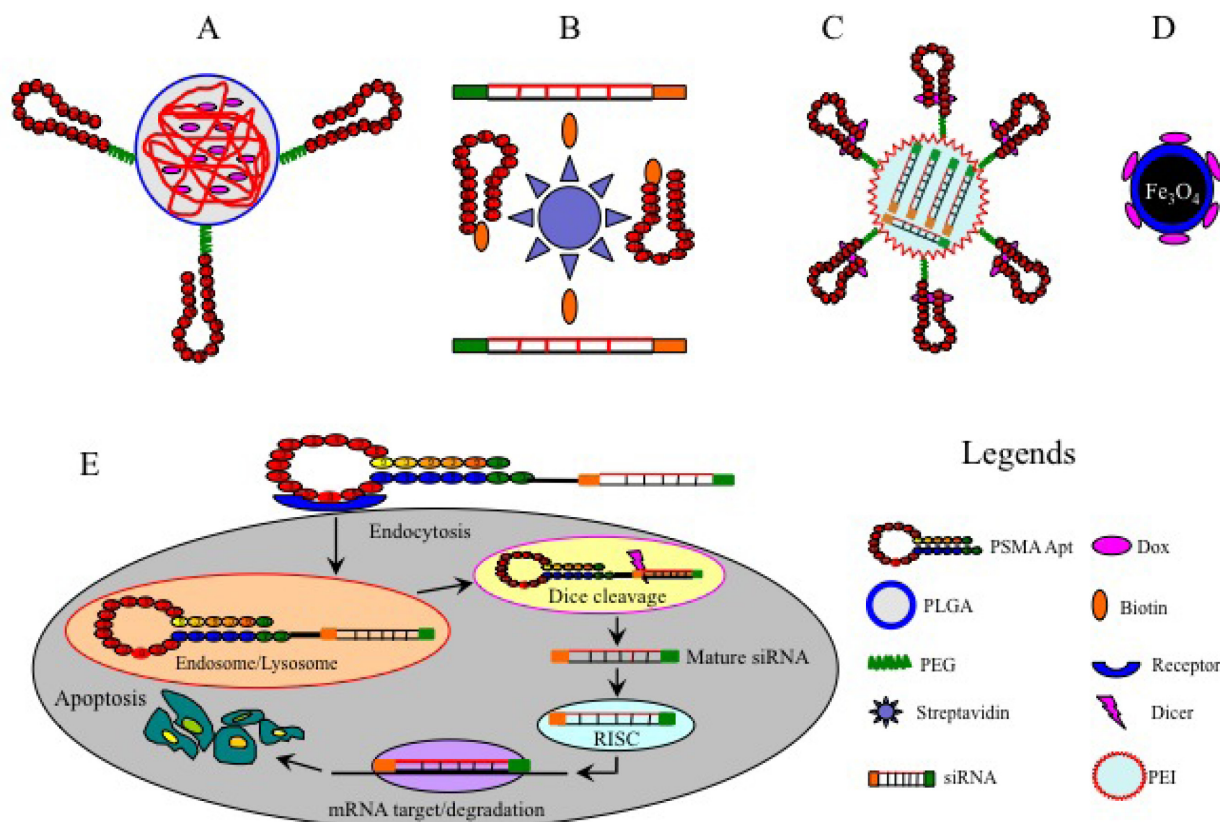 A
B
C
D
Fe3O4
E
Endocytosis
Endosome/Lysosome
Dice cleavage
Mature siRNA
RISC
mRNA target/degradation
Apoptosis
Legends
PSMA Apt
Dox
PLGA
Biotin
PEG
Receptor
Streptavidin
Dicer
siRNA
PEI